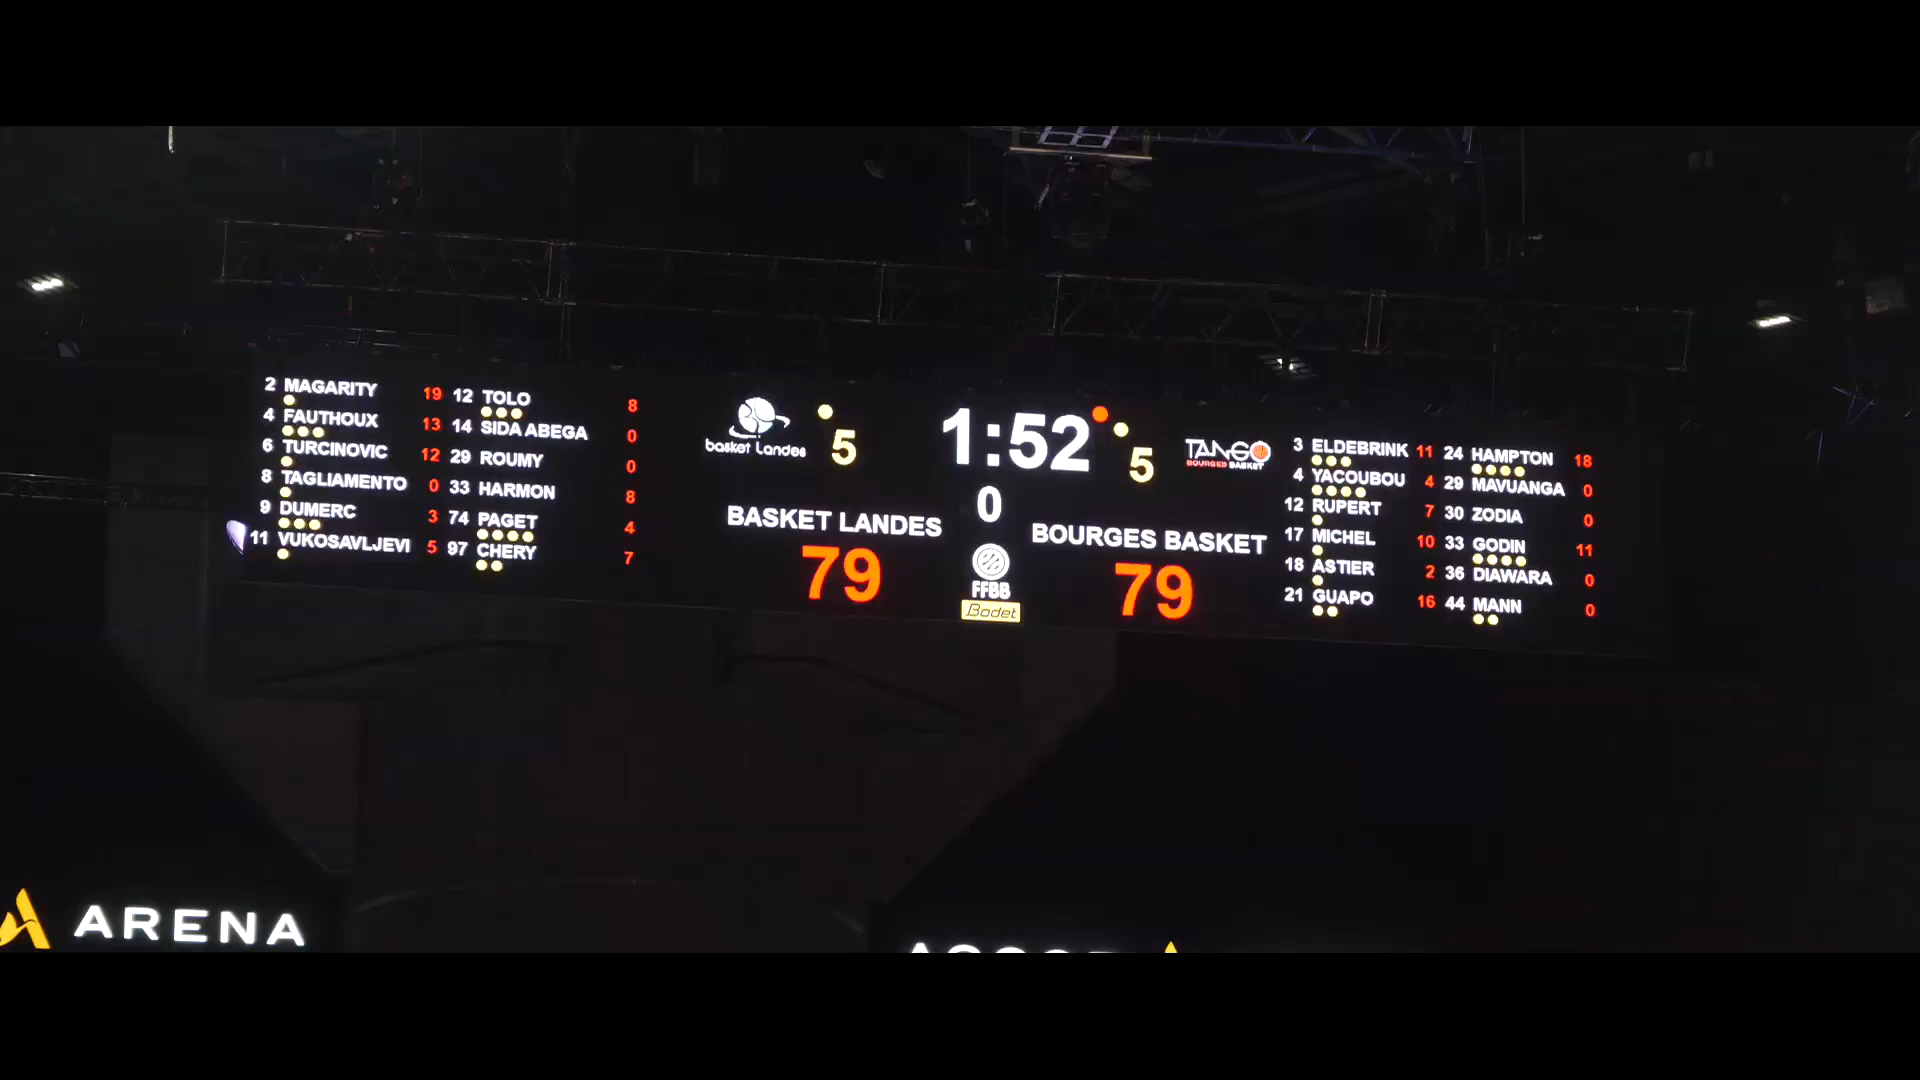 2 MAGARITY 19 12 TOLO 8
4 FAUTHOUX 13 14 SIDA ABEGA 0
6 TURCINOVIC 12 29 ROUMY 0
8 TAGLIAMENTO 0 33 HARMON 8
9 DUMERC 3 74 PAGET 4
11 VUKOSAVLJEVI 5 97 CHERY 7
basket Landes
5
1:52
5
TANGO
BOURGES BASKET
0
BASKET LANDES
BOURGES BASKET
79
79
FFBB
Bodet
3 ELDEBRINK 11 24 HAMPTON 18
4 YACOUBOU 4 29 MAVUANGA 0
12 RUPERT 7 30 ZODIA 0
17 MICHEL 10 33 GODIN 11
18 ASTIER 2 36 DIAWARA 0
21 GUAPO 16 44 MANN 0
ARENA